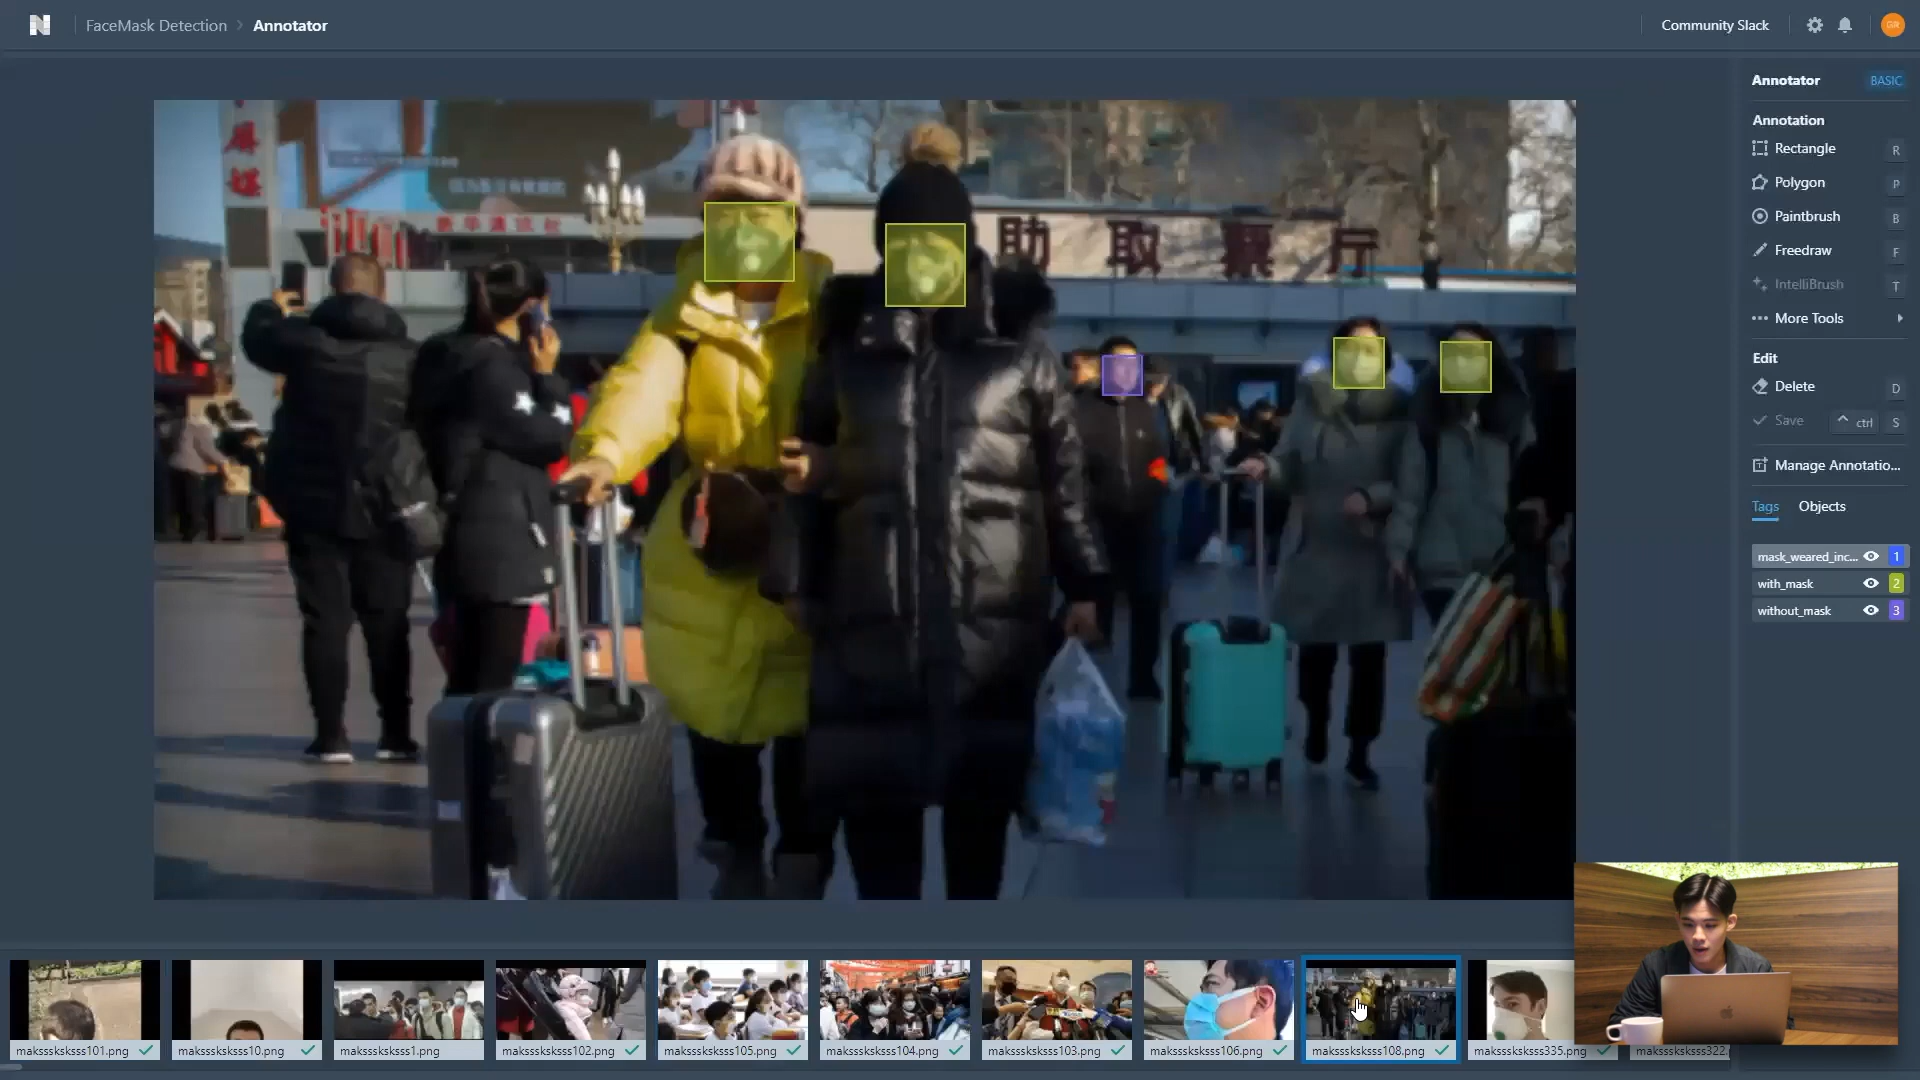 N FaceMask Detection > Annotator
Community Slack
Annotator BASIC
Annotation
Rectangle R
Polygon P
Paintbrush B
Freedraw F
IntelliBrush T
More Tools
Edit
Delete D
Save ^ ctrl S
Manage Annotatio...
Tags Objects
mask_weared_inc... 1
with_mask 2
without_mask 3
助 取 票 厅
maksssksksss101.png
maksssksksss10.png
maksssksksss1.png
maksssksksss102.png
maksssksksss105.png
maksssksksss104.png
maksssksksss103.png
maksssksksss106.png
maksssksksss108.png
maksssksksss335.png
maksssksksss322.